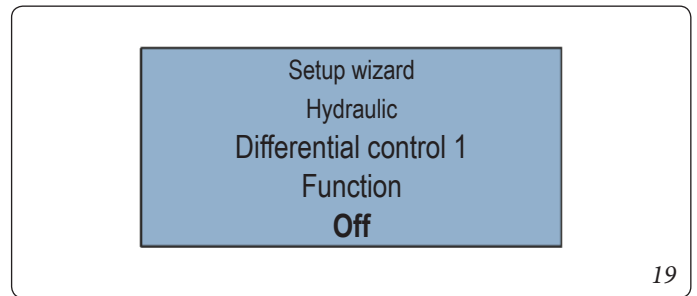 Setup wizard
Hydraulic
Differential control 1
Function
Off
19